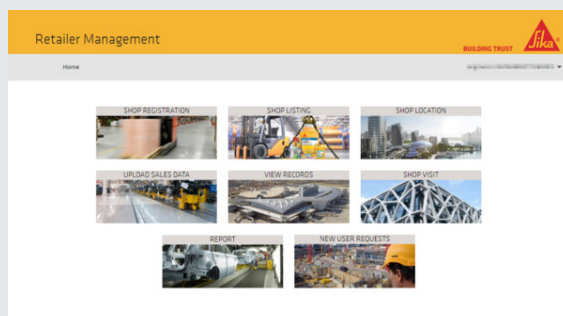 Retailer Management
BUILDING TRUST
Sika®
Home
SHOP REGISTRATION
SHOP LISTING
SHOP LOCATION
UPLOAD SALES DATA
VIEW RECORDS
SHOP VISIT
REPORT
NEW USER REQUESTS